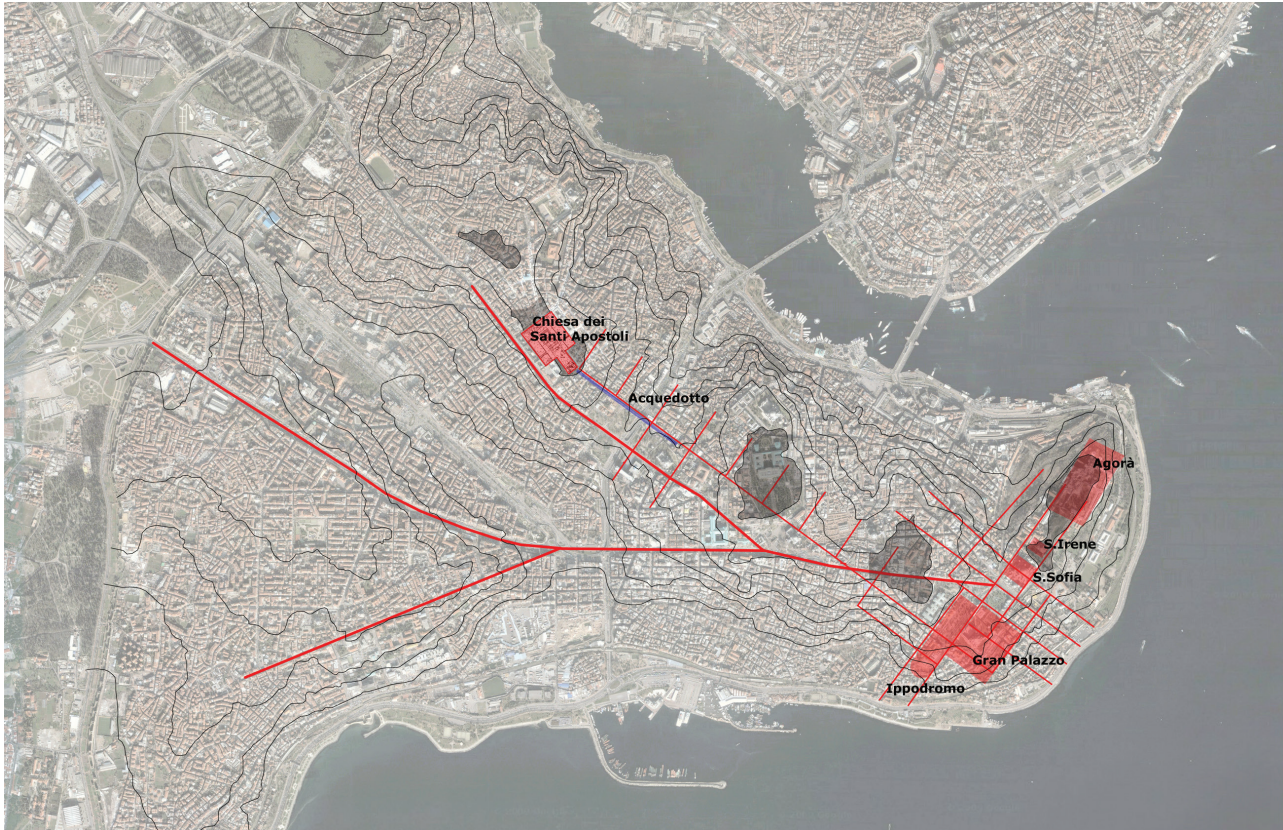 Chiesa dei
Santi Apostoli
Acquedotto
Agorà
S.Irene
S.Sofia
Gran Palazzo
Ippodromo